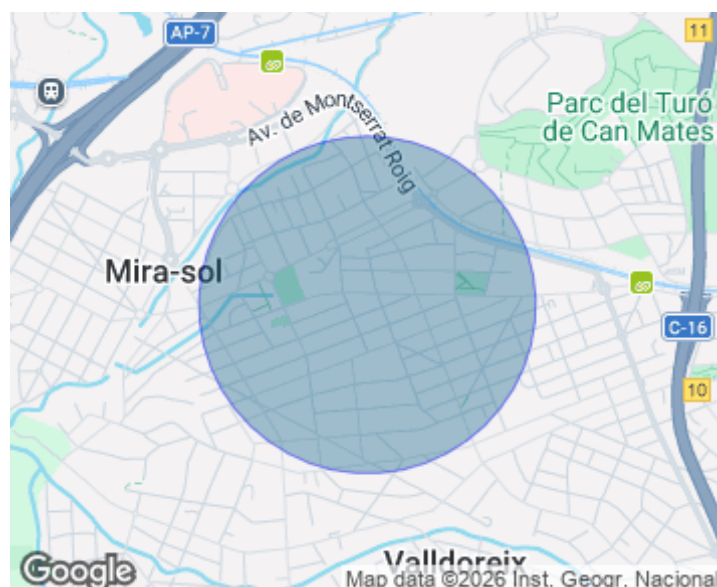 AP-7
11
Av. de Montserrat Roig
Parc del Turó
de Can Mates
Mira-sol
C-16
10
Valldoreix
Google
Map data ©2026 Inst. Geogr. Nacional